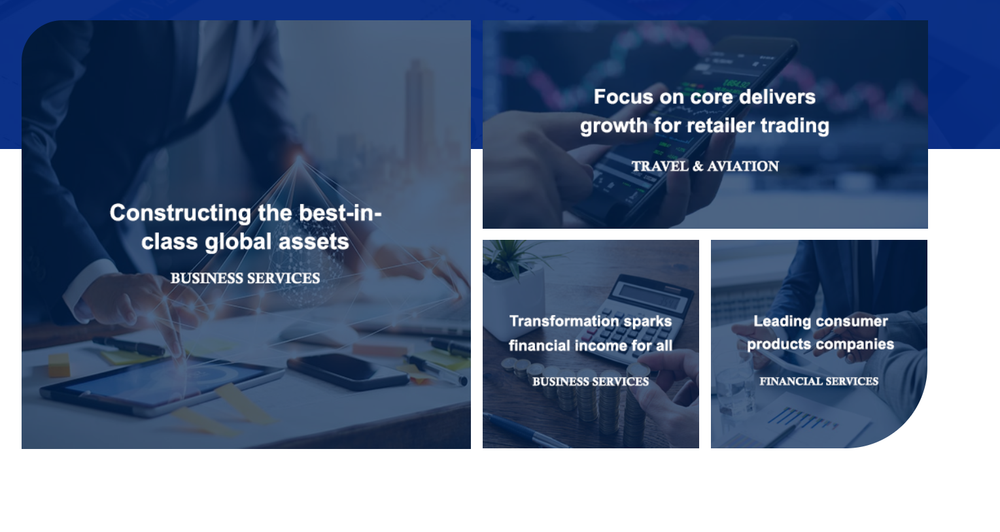 Constructing the best-in-
class global assets
BUSINESS SERVICES
Focus on core delivers
growth for retailer trading
TRAVEL & AVIATION
Transformation sparks
financial income for all
BUSINESS SERVICES
Leading consumer
products companies
FINANCIAL SERVICES